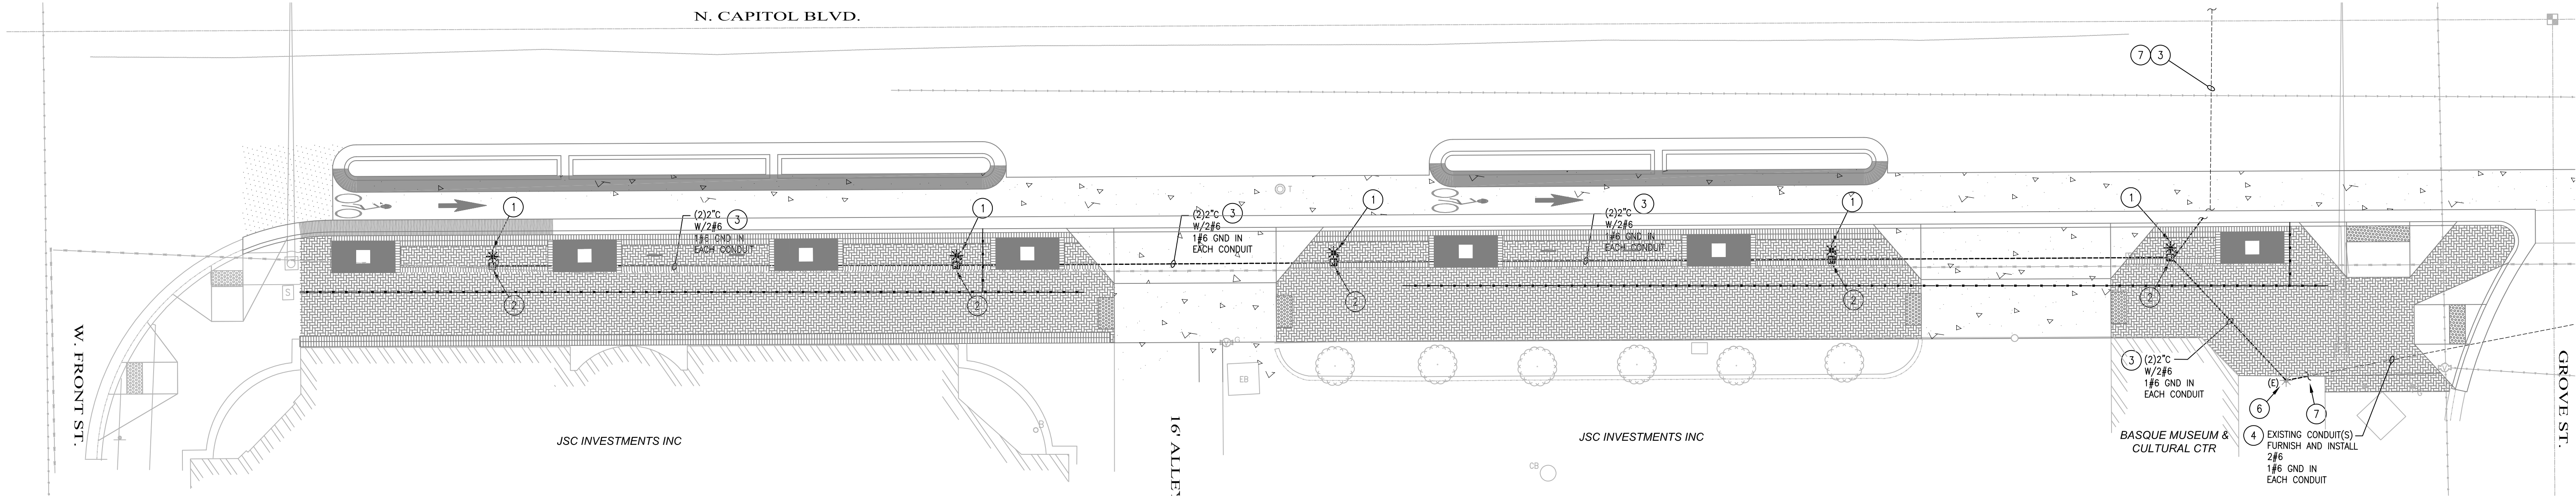 N. CAPITOL BLVD.
7 3
1
(2)2"C 3
W/2#6
1#6 GND IN
EACH CONDUIT
1
(2)2"C 3
W/2#6
1#6 GND IN
EACH CONDUIT
1
(2)2"C 3
W/2#6
1#6 GND IN
EACH CONDUIT
1
1
T
S
2
2
2
2
2
W. FRONT ST.
G
EB
3 (2)2"C
W/2#6
1#6 GND IN
EACH CONDUIT
(E)
6
7
GROVE ST.
JSC INVESTMENTS INC
B
16' ALLEY
JSC INVESTMENTS INC
CB
BASQUE MUSEUM &
CULTURAL CTR
4 EXISTING CONDUIT(S)
FURNISH AND INSTALL
2#6
1#6 GND IN
EACH CONDUIT